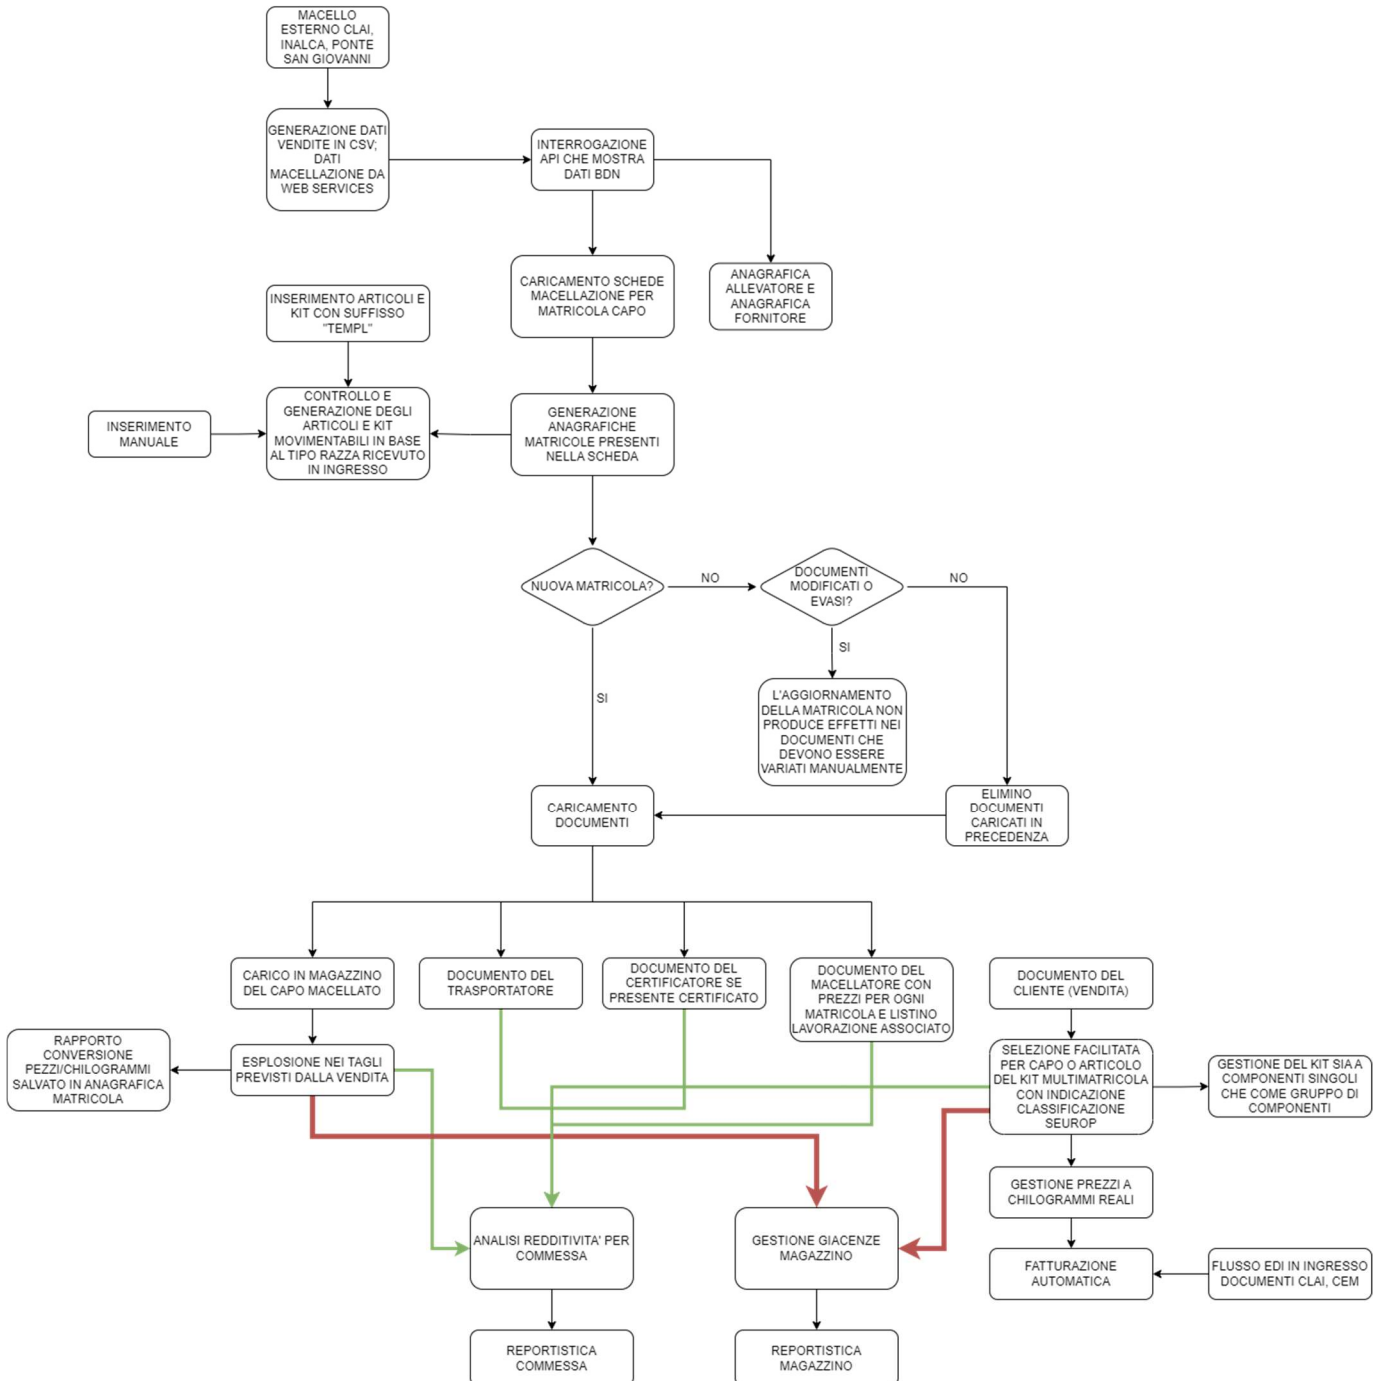 MACELLO
ESTERNO CLAI,
INALCA, PONTE
SAN GIOVANNI
GENERAZIONE DATI
VENDITE IN CSV;
DATI
MACELLAZIONE DA
WEB SERVICES
INTERROGAZIONE
API CHE MOSTRA
DATI BDN
CARICAMENTO SCHEDE
MACELLAZIONE PER
MATRICOLA CAPO
ANAGRAFICA
ALLEVATORE E
ANAGRAFICA
FORNITORE
INSERIMENTO ARTICOLI E
KIT CON SUFFISSO
"TEMPL"
INSERIMENTO
MANUALE
CONTROLLO E
GENERAZIONE DEGLI
ARTICOLI E KIT
MOVIMENTABILI IN BASE
AL TIPO RAZZA RICEVUTO
IN INGRESSO
GENERAZIONE
ANAGRAFICHE
MATRICOLE PRESENTI
NELLA SCHEDA
NUOVA MATRICOLA?
NO
DOCUMENTI
MODIFICATI O
EVASI?
NO
SI
SI
L'AGGIORNAMENTO
DELLA MATRICOLA NON
PRODUCE EFFETTI NEI
DOCUMENTI CHE
DEVONO ESSERE
VARIATI MANUALMENTE
CARICAMENTO
DOCUMENTI
ELIMINO
DOCUMENTI
CARICATI IN
PRECEDENZA
CARICO IN MAGAZZINO
DEL CAPO MACELLATO
DOCUMENTO DEL
TRASPORTATORE
DOCUMENTO DEL
CERTIFICATORE SE
PRESENTE CERTIFICATO
DOCUMENTO DEL
MACELLATORE CON
PREZZI PER OGNI
MATRICOLA E LISTINO
LAVORAZIONE ASSOCIATO
DOCUMENTO DEL
CLIENTE (VENDITA)
RAPPORTO
CONVERSIONE
PEZZI/CHILOGRAMMI
SALVATO IN ANAGRAFICA
MATRICOLA
ESPLOSIONE NEI TAGLI
PREVISTI DALLA VENDITA
SELEZIONE FACILITATA
PER CAPO O ARTICOLO
DEL KIT MULTIMATRICOLA
CON INDICAZIONE
CLASSIFICAZIONE
SEUROP
GESTIONE DEL KIT SIA A
COMPONENTI SINGOLI
CHE COME GRUPPO DI
COMPONENTI
GESTIONE PREZZI A
CHILOGRAMMI REALI
ANALISI REDDITIVITA' PER
COMMESSA
GESTIONE GIACENZE
MAGAZZINO
FATTURAZIONE
AUTOMATICA
FLUSSO EDI IN INGRESSO
DOCUMENTI CLAI, CEM
REPORTISTICA
COMMESSA
REPORTISTICA
MAGAZZINO